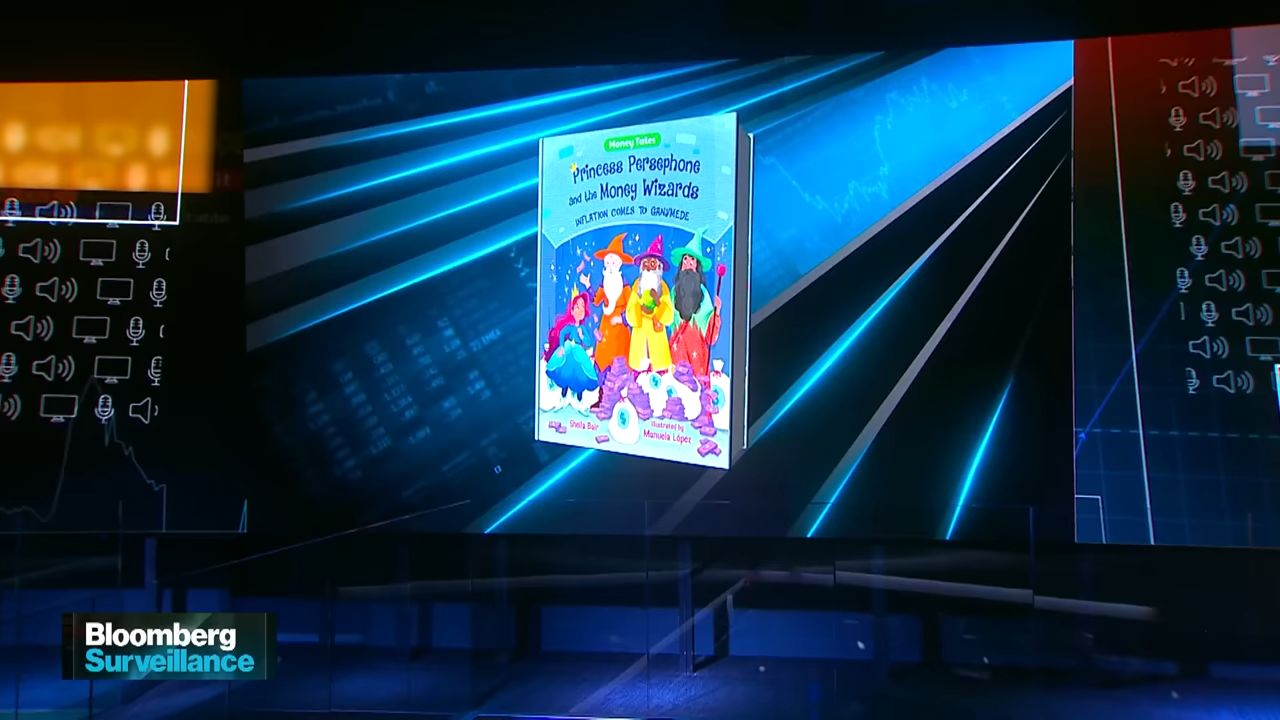 Money Tales
Princess Persephone
and the Money Wizards
INFLATION COMES TO GANYMEDE
Sheila Bair
Illustrated by
Manuela López
Bloomberg
Surveillance